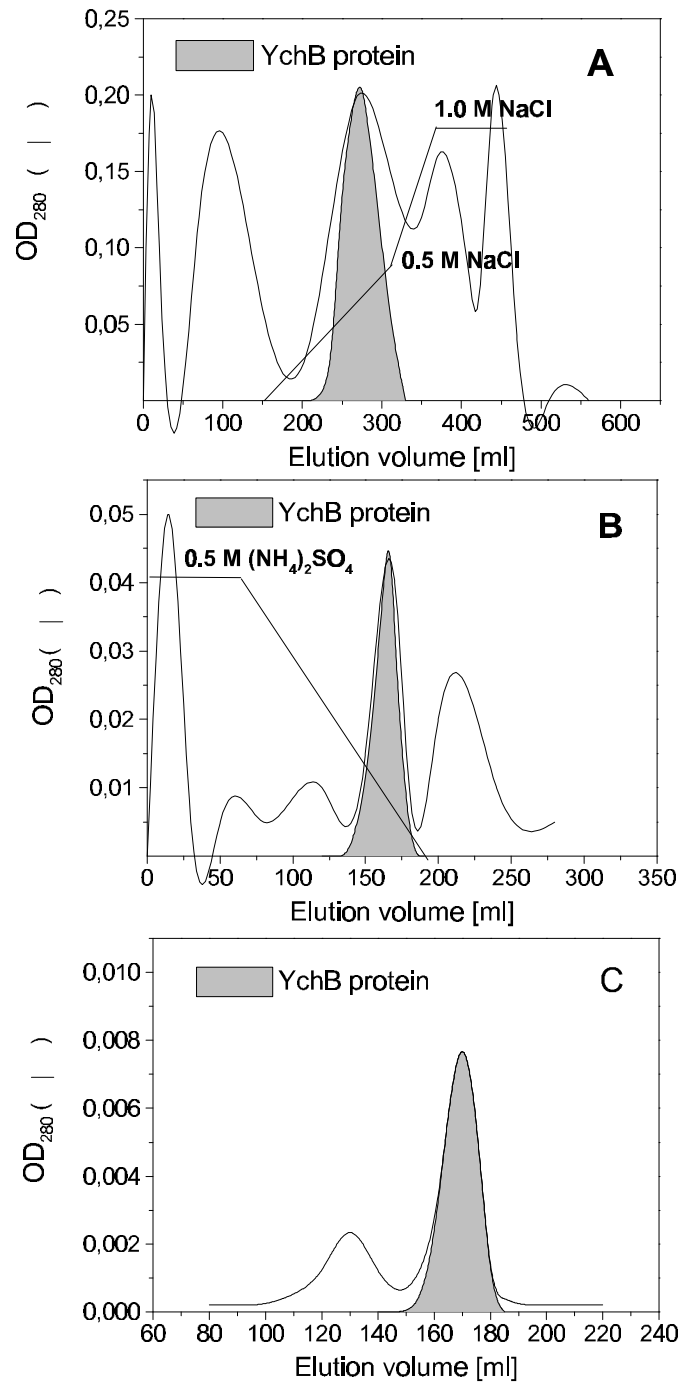 0,25
YchB protein
A
0,20
1.0 M NaCl
0,15
0,10
0.5 M NaCl
0,05
OD280 ( | )
0 100 200 300 400 500 600
Elution volume [ml]
0,05
YchB protein
B
0.5 M (NH4)2SO4
0,04
0,03
0,02
0,01
OD280 ( | )
0 50 100 150 200 250 300 350
Elution volume [ml]
0,010
YchB protein
C
0,008
0,006
0,004
0,002
0,000
OD280 ( | )
60 80 100 120 140 160 180 200 220 240
Elution volume [ml]